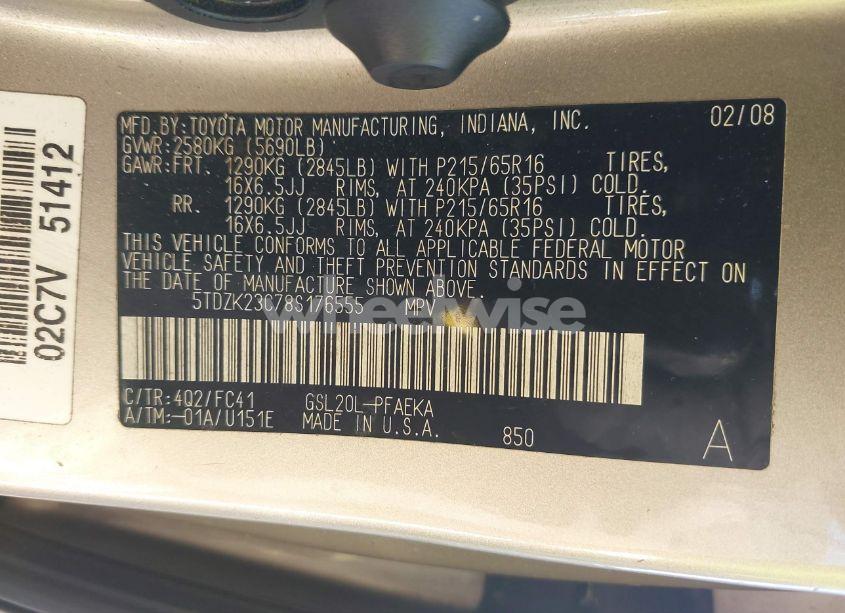 MFD.BY:TOYOTA MOTOR MANUFACTURING, INDIANA, INC. 02/08
GVWR:2580KG (5690LB)
GAWR:FRT. 1290KG (2845LB) WITH P215/65R16 TIRES,
16X6.5JJ RIMS, AT 240KPA (35PSI) COLD.
RR. 1290KG (2845LB) WITH P215/65R16 TIRES,
16X6.5JJ RIMS, AT 240KPA (35PSI) COLD.
THIS VEHICLE CONFORMS TO ALL APPLICABLE FEDERAL MOTOR
VEHICLE SAFETY AND THEFT PREVENTION STANDARDS IN EFFECT ON
THE DATE OF MANUFACTURE SHOWN ABOVE.
5TDZK23C78S176555 MPV
wheelwise
C/TR:4Q2/FC41 GSL20L-PFAEKA
A/TM:-01A/U151E MADE IN U.S.A. 850 A
02C7V 51412